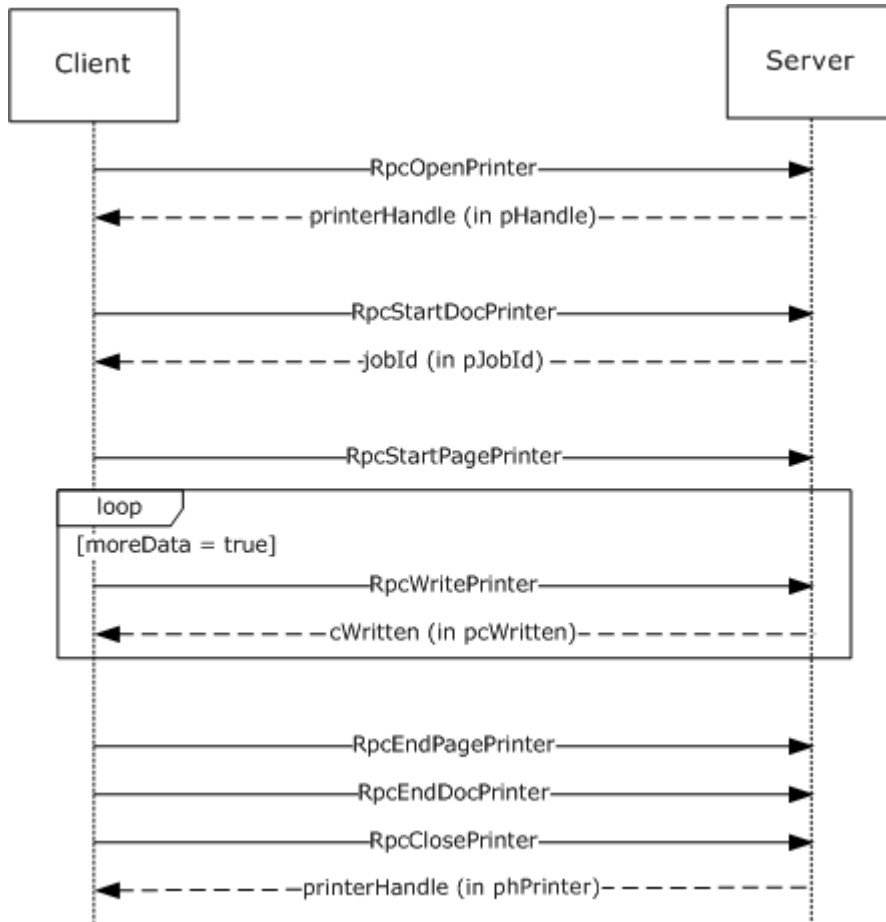 Client
Server
RpcOpenPrinter
printerHandle (in pHandle)
RpcStartDocPrinter
jobId (in pJobId)
RpcStartPagePrinter
loop
[moreData = true]
RpcWritePrinter
cWritten (in pcWritten)
RpcEndPagePrinter
RpcEndDocPrinter
RpcClosePrinter
printerHandle (in phPrinter)